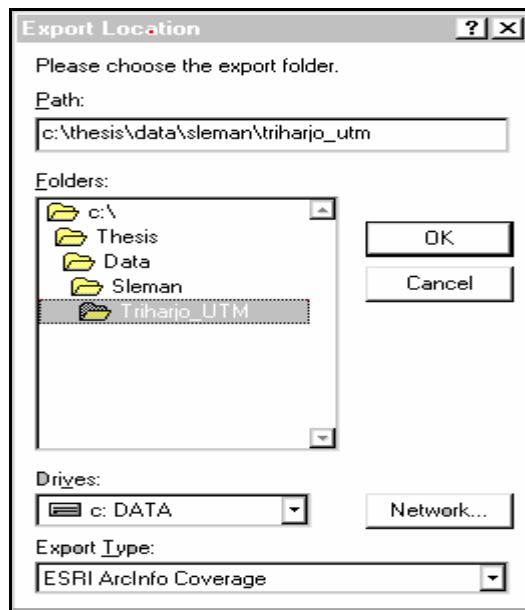 Export Location
Please choose the export folder.
Path:
c:\thesis\data\sleman\triharjo_utm
Folders:
c:\
Thesis
Data
Sleman
Triharjo_UTM
OK
Cancel
Drives:
c: DATA
Network...
Export Type:
ESRI ArcInfo Coverage